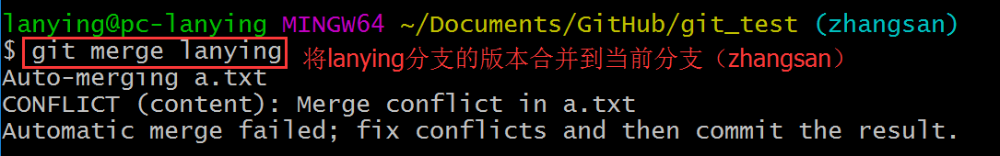 lanying@pc-lanying MINGW64 ~/Documents/GitHub/git_test (zhangsan)
$ git merge lanying 将lanying分支的版本合并到当前分支（zhangsan）
Auto-merging a.txt
CONFLICT (content): Merge conflict in a.txt
Automatic merge failed; fix conflicts and then commit the result.